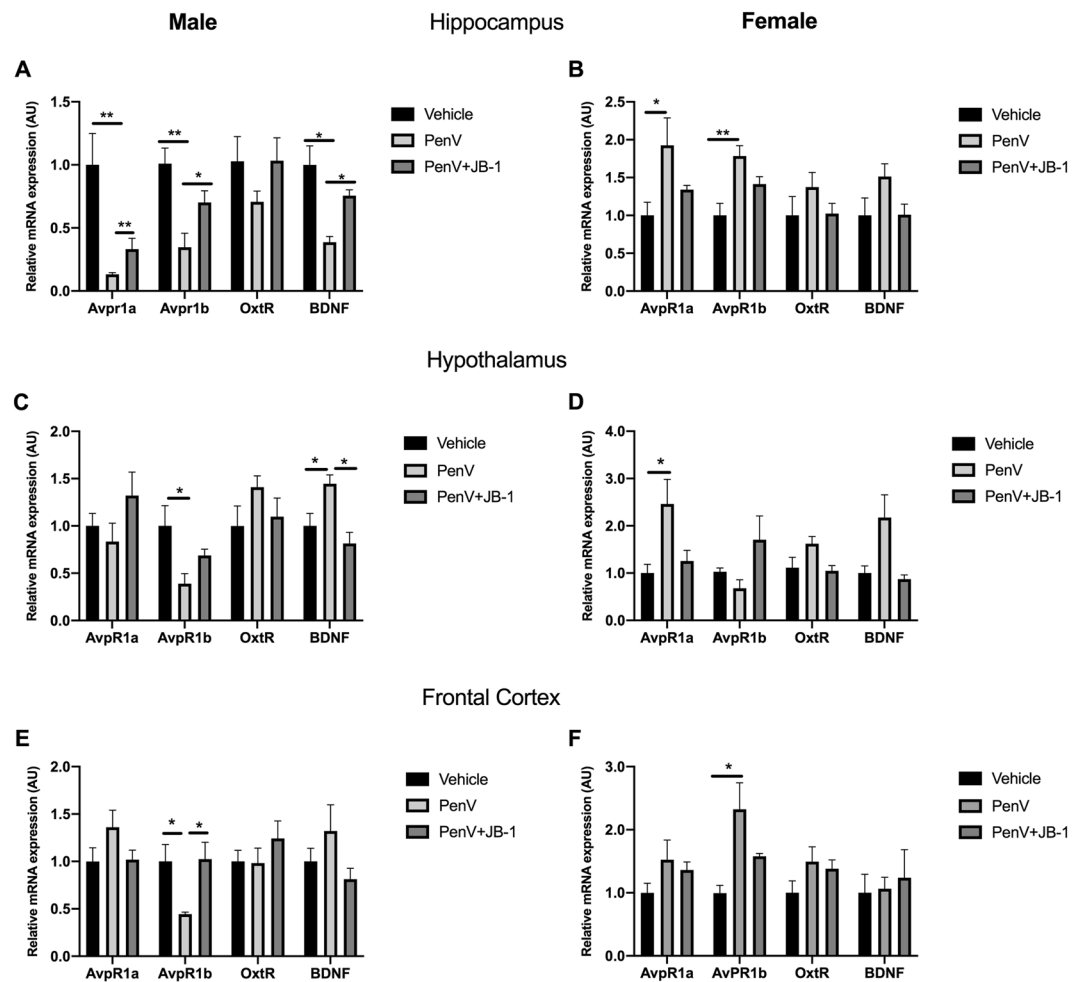 Male Hippocampus Female
A
Relative mRNA expression (AU)
1.5
1.0
0.5
0.0
** ** ** * * *
Avpr1a Avpr1b OxtR BDNF
Vehicle
PenV
PenV+JB-1
B
Relative mRNA expression (AU)
2.5
2.0
1.5
1.0
0.5
0.0
* **
AvpR1a AvpR1b OxtR BDNF
Vehicle
PenV
PenV+JB-1
Hypothalamus
C
Relative mRNA expression (AU)
2.0
1.5
1.0
0.5
0.0
* * *
AvpR1a AvpR1b OxtR BDNF
Vehicle
PenV
PenV+JB-1
D
Relative mRNA expression (AU)
4.0
3.0
2.0
1.0
0.0
*
AvpR1a AvpR1b OxtR BDNF
Vehicle
PenV
PenV+JB-1
Frontal Cortex
E
Relative mRNA expression (AU)
2.0
1.5
1.0
0.5
0.0
* *
AvpR1a AvpR1b OxtR BDNF
Vehicle
PenV
PenV+JB-1
F
Relative mRNA expression (AU)
3.0
2.0
1.0
0.0
*
AvpR1a AvPR1b OxtR BDNF
Vehicle
PenV
PenV+JB-1